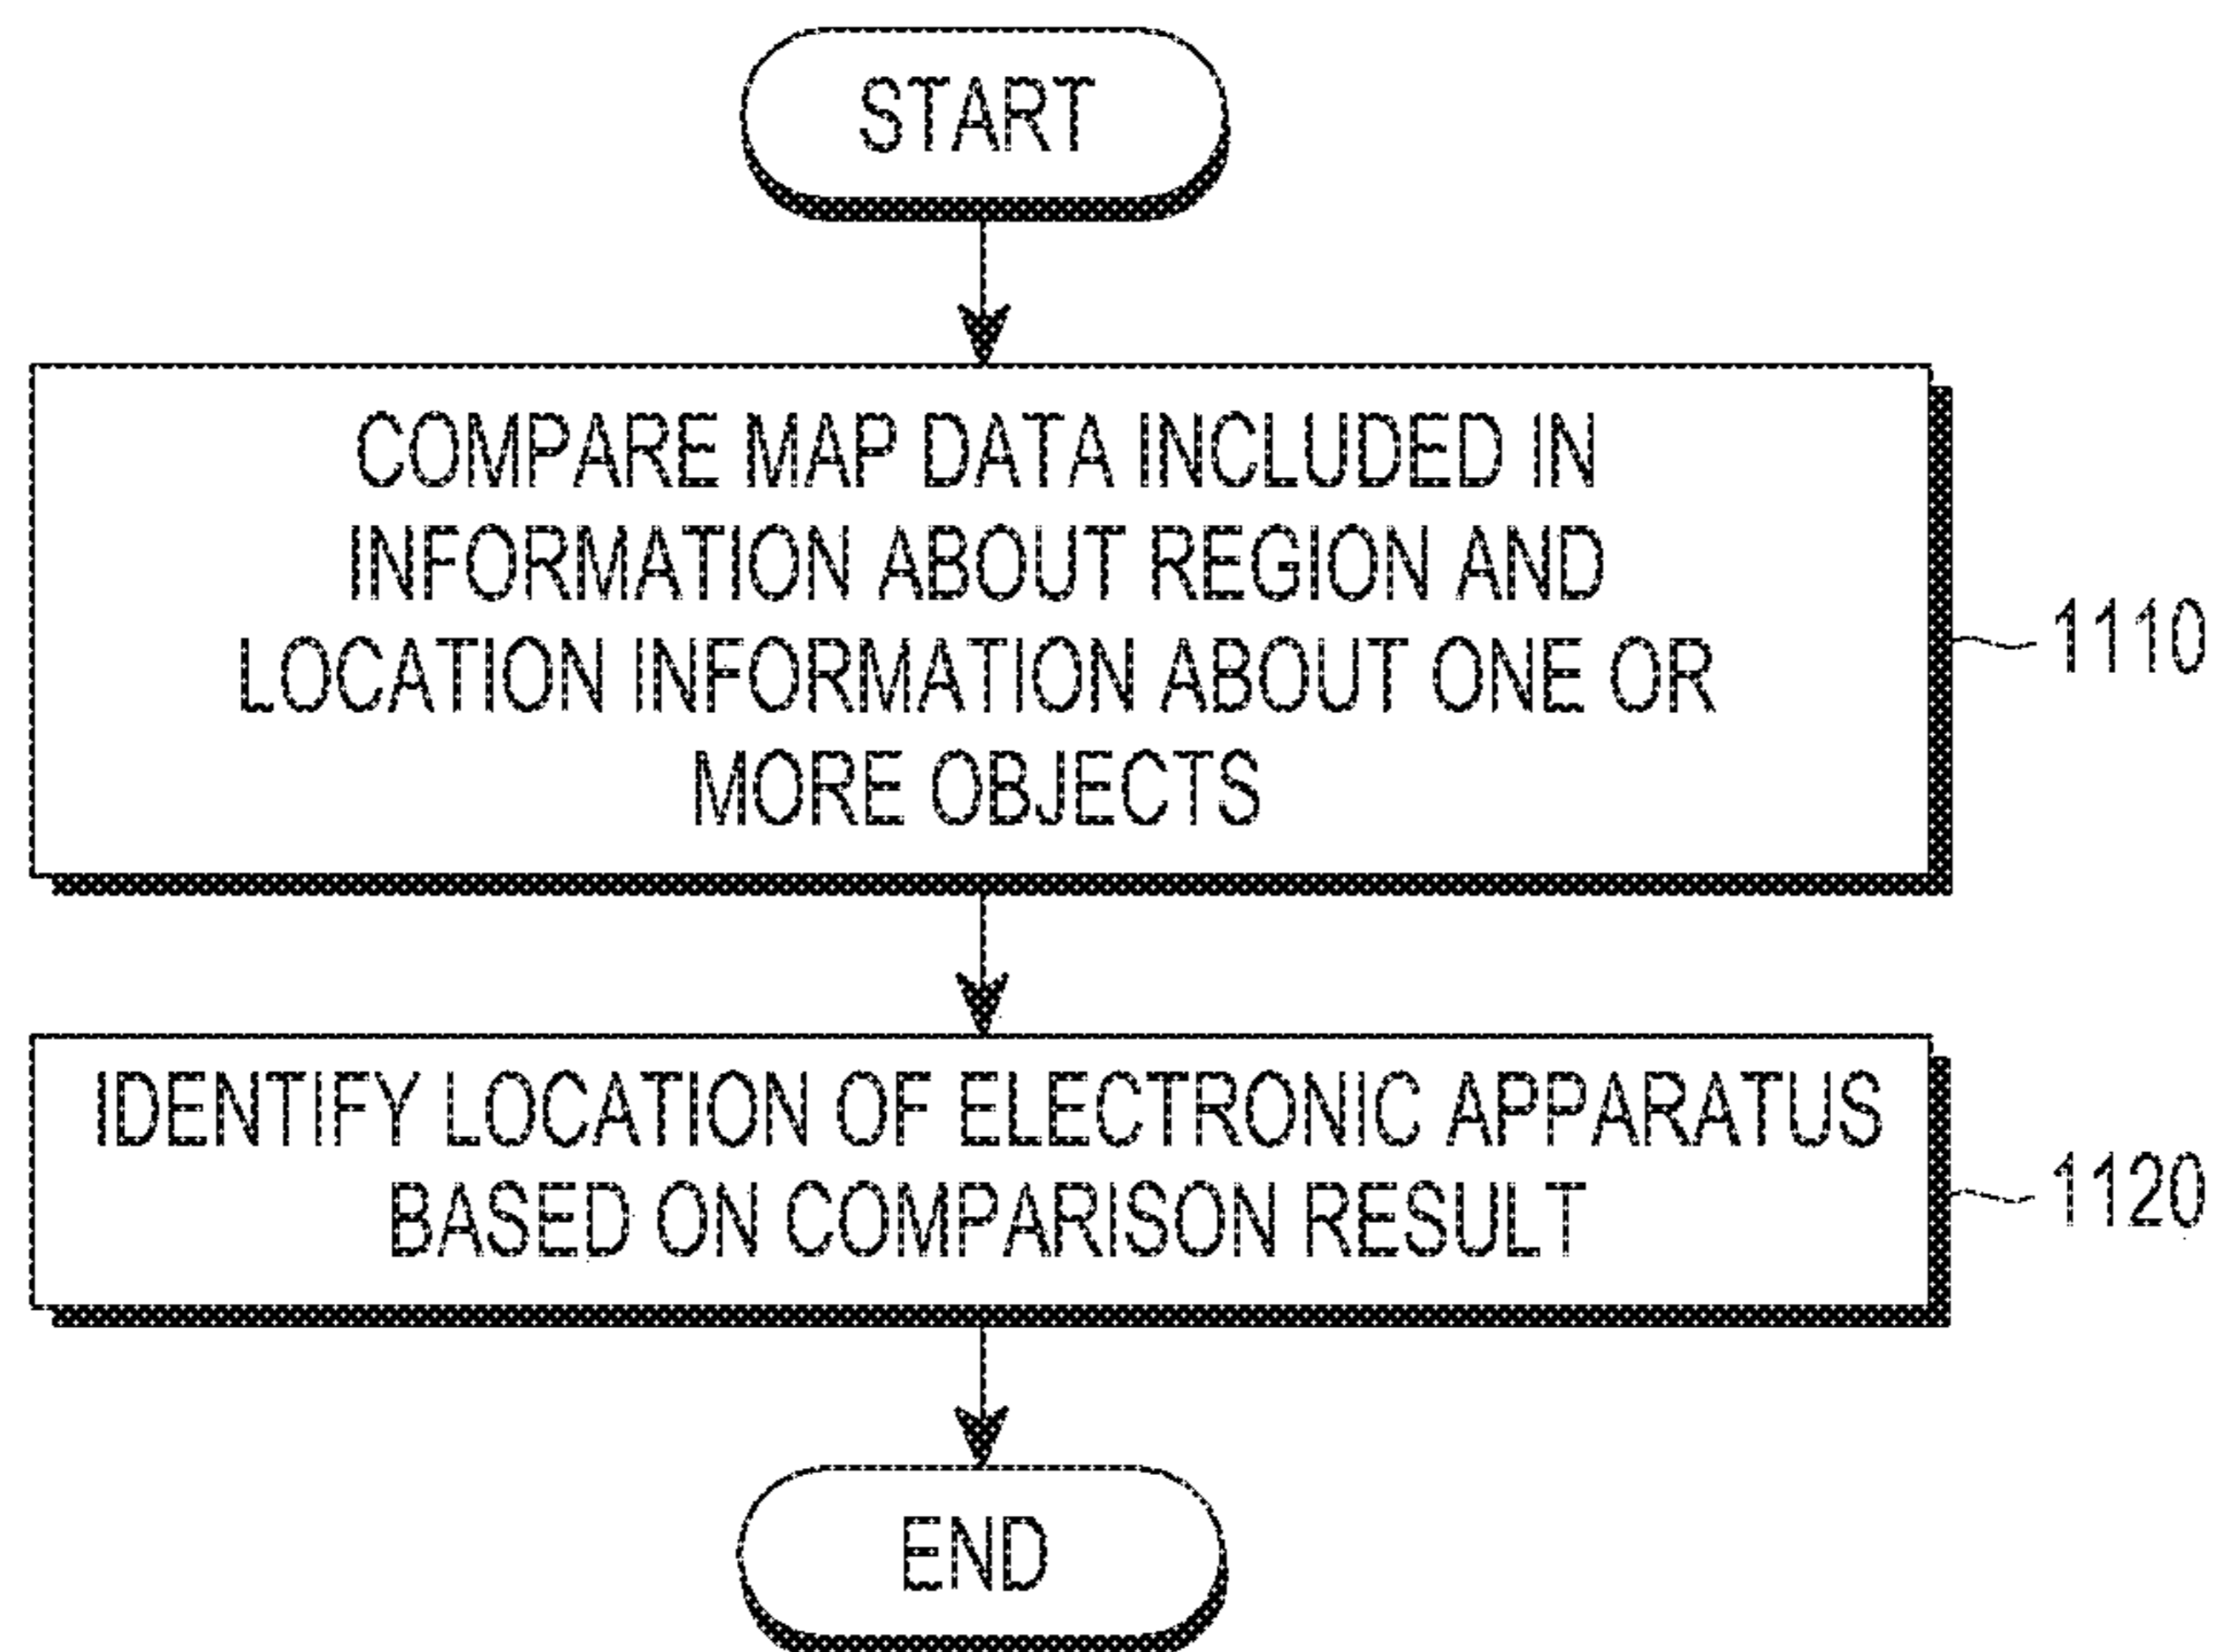 START
COMPARE MAP DATA INCLUDED IN
INFORMATION ABOUT REGION AND
LOCATION INFORMATION ABOUT ONE OR
MORE OBJECTS
1110
IDENTIFY LOCATION OF ELECTRONIC APPARATUS
BASED ON COMPARISON RESULT
1120
END